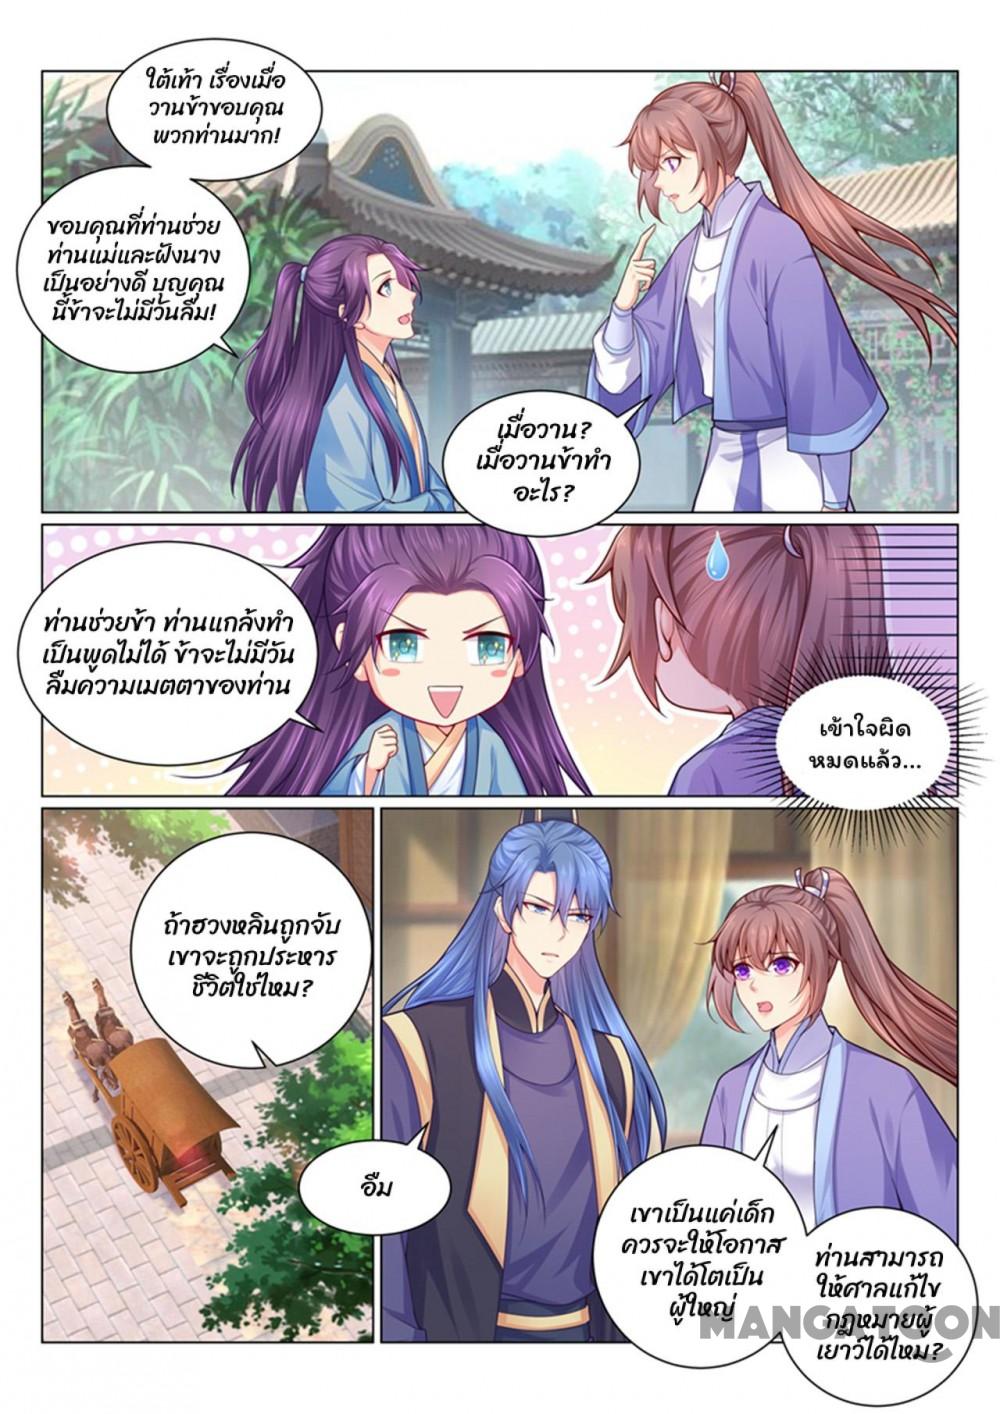 ใต้เท้า เรื่องเมื่อ
วานข้าขอบคุณ
พวกท่านมาก!
ขอบคุณที่ท่านช่วย
ท่านแม่และฝังนาง
เป็นอย่างดี บุญคุณ
นี้ข้าจะไม่มีวันลืม!
เมื่อวาน?
เมื่อวานข้าทำ
อะไร?
ท่านช่วยข้า ท่านแกล้งทำ
เป็นพูดไม่ได้ ข้าจะไม่มีวัน
ลืมความเมตตาของท่าน
เข้าใจผิด
หมดแล้ว...
ถ้าฮวงหลินถูกจับ
เขาจะถูกประหาร
ชีวิตใช่ไหม?
อืม
เขาเป็นแค่เด็ก
ควรจะให้โอกาส
เขาได้โตเป็น
ผู้ใหญ่
ท่านสามารถ
ให้ศาลแก้ไข
กฎหมายผู้
เยาว์ได้ไหม?
MANGATOON